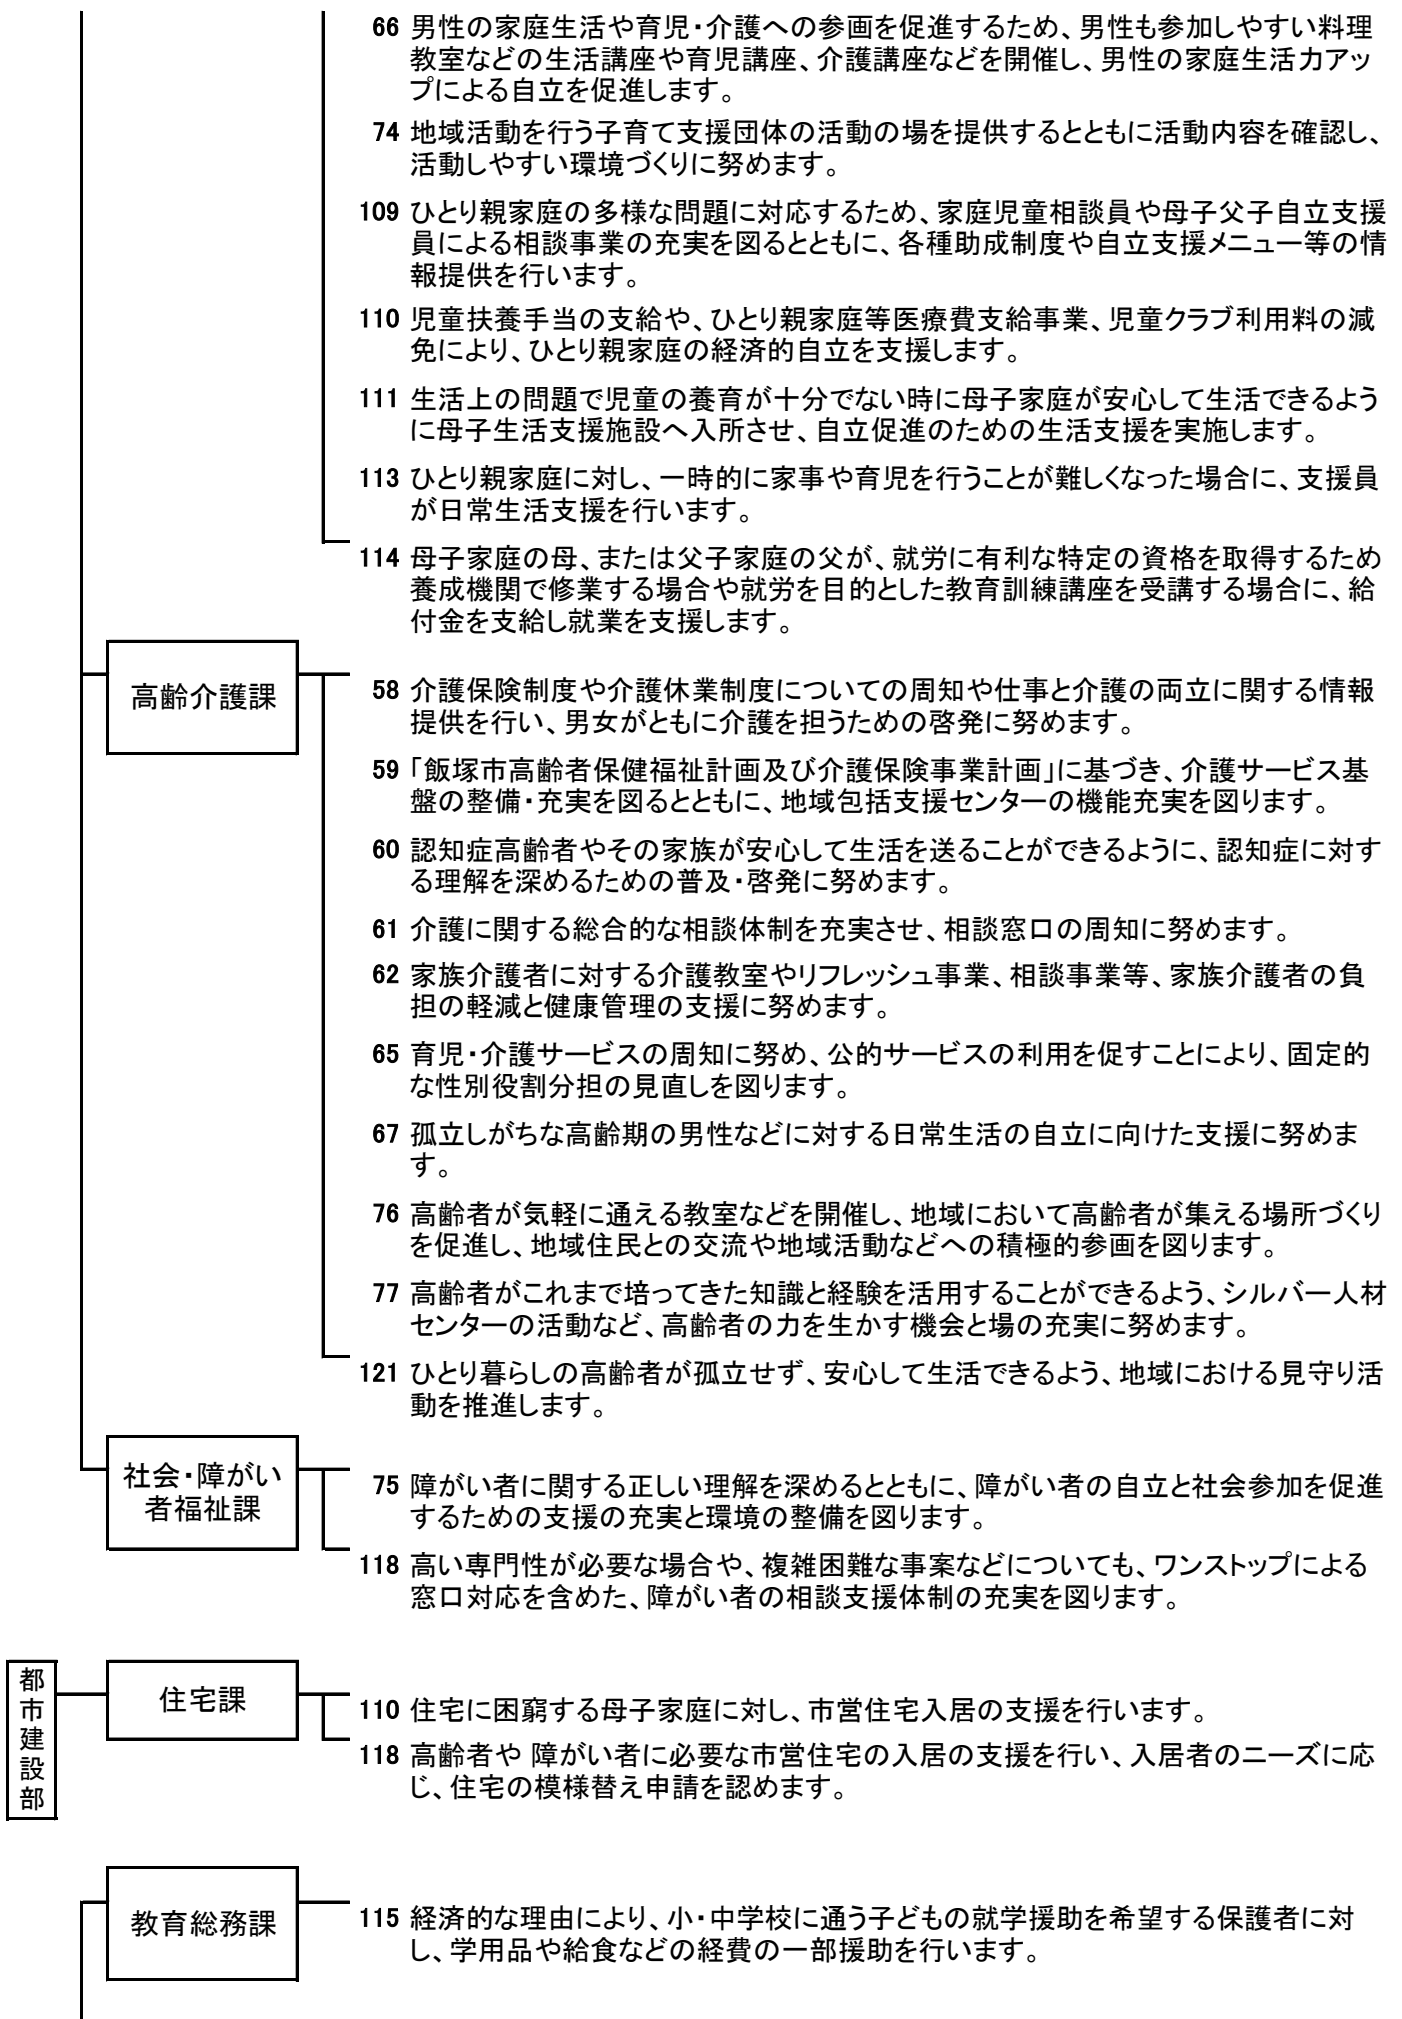 66 男性の家庭生活や育児・介護への参画を促進するため、男性も参加しやすい料理
教室などの生活講座や育児講座、介護講座などを開催し、男性の家庭生活力アッ
プによる自立を促進します。
74 地域活動を行う子育て支援団体の活動の場を提供するとともに活動内容を確認し、
活動しやすい環境づくりに努めます。
109 ひとり親家庭の多様な問題に対応するため、家庭児童相談員や母子父子自立支援
員による相談事業の充実を図るとともに、各種助成制度や自立支援メニュー等の情
報提供を行います。
110 児童扶養手当の支給や、ひとり親家庭等医療費支給事業、児童クラブ利用料の減
免により、ひとり親家庭の経済的自立を支援します。
111 生活上の問題で児童の養育が十分でない時に母子家庭が安心して生活できるよう
に母子生活支援施設へ入所させ、自立促進のための生活支援を実施します。
113 ひとり親家庭に対し、一時的に家事や育児を行うことが難しくなった場合に、支援員
が日常生活支援を行います。
114 母子家庭の母、または父子家庭の父が、就労に有利な特定の資格を取得するため
養成機関で修業する場合や就労を目的とした教育訓練講座を受講する場合に、給
付金を支給し就業を支援します。
高齢介護課
58 介護保険制度や介護休業制度についての周知や仕事と介護の両立に関する情報
提供を行い、男女がともに介護を担うための啓発に努めます。
59 「飯塚市高齢者保健福祉計画及び介護保険事業計画」に基づき、介護サービス基
盤の整備・充実を図るとともに、地域包括支援センターの機能充実を図ります。
60 認知症高齢者やその家族が安心して生活を送ることができるように、認知症に対す
る理解を深めるための普及・啓発に努めます。
61 介護に関する総合的な相談体制を充実させ、相談窓口の周知に努めます。
62 家族介護者に対する介護教室やリフレッシュ事業、相談事業等、家族介護者の負
担の軽減と健康管理の支援に努めます。
65 育児・介護サービスの周知に努め、公的サービスの利用を促すことにより、固定的
な性別役割分担の見直しを図ります。
67 孤立しがちな高齢期の男性などに対する日常生活の自立に向けた支援に努めま
す。
76 高齢者が気軽に通える教室などを開催し、地域において高齢者が集える場所づくり
を促進し、地域住民との交流や地域活動などへの積極的参画を図ります。
77 高齢者がこれまで培ってきた知識と経験を活用することができるよう、シルバー人材
センターの活動など、高齢者の力を生かす機会と場の充実に努めます。
121 ひとり暮らしの高齢者が孤立せず、安心して生活できるよう、地域における見守り活
動を推進します。
社会・障がい
者福祉課
75 障がい者に関する正しい理解を深めるとともに、障がい者の自立と社会参加を促進
するための支援の充実と環境の整備を図ります。
118 高い専門性が必要な場合や、複雑困難な事案などについても、ワンストップによる
窓口対応を含めた、障がい者の相談支援体制の充実を図ります。
都市建設部
住宅課
110 住宅に困窮する母子家庭に対し、市営住宅入居の支援を行います。
118 高齢者や 障がい者に必要な市営住宅の入居の支援を行い、入居者のニーズに応
じ、住宅の模様替え申請を認めます。
教育総務課
115 経済的な理由により、小・中学校に通う子どもの就学援助を希望する保護者に対
し、学用品や給食などの経費の一部援助を行います。